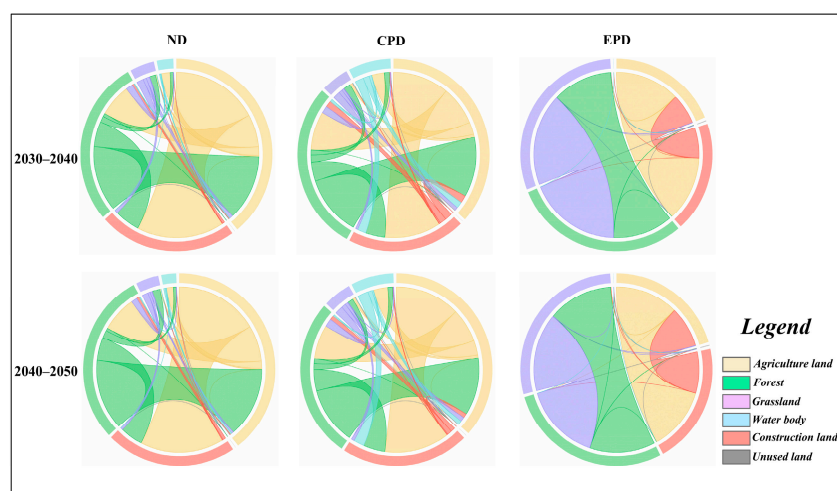 ND CPD EPD
2030–2040
2040–2050
Legend
Agriculture land
Forest
Grassland
Water body
Construction land
Unused land